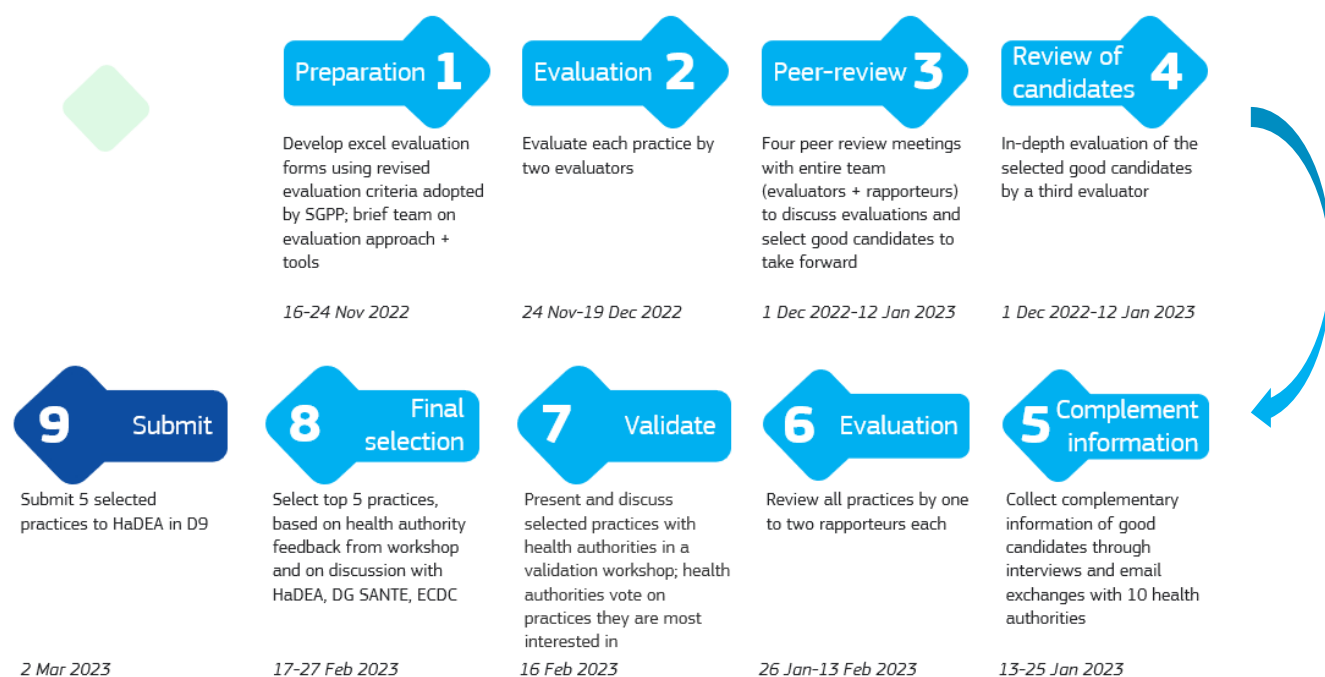 Preparation 1
Develop excel evaluation
forms using revised
evaluation criteria adopted
by SGPP; brief team on
evaluation approach +
tools
16-24 Nov 2022
Evaluation 2
Evaluate each practice by
two evaluators
24 Nov-19 Dec 2022
Peer-review 3
Four peer review meetings
with entire team
(evaluators + rapporteurs)
to discuss evaluations and
select good candidates to
take forward
1 Dec 2022-12 Jan 2023
Review of
candidates 4
In-depth evaluation of the
selected good candidates
by a third evaluator
1 Dec 2022-12 Jan 2023
5 Complement
information
Collect complementary
information of good
candidates through
interviews and email
exchanges with 10 health
authorities
13-25 Jan 2023
6 Evaluation
Review all practices by one
to two rapporteurs each
26 Jan-13 Feb 2023
7 Validate
Present and discuss
selected practices with
health authorities in a
validation workshop; health
authorities vote on
practices they are most
interested in
16 Feb 2023
8 Final
selection
Select top 5 practices,
based on health authority
feedback from workshop
and on discussion with
HaDEA, DG SANTE, ECDC
17-27 Feb 2023
9 Submit
Submit 5 selected
practices to HaDEA in D9
2 Mar 2023